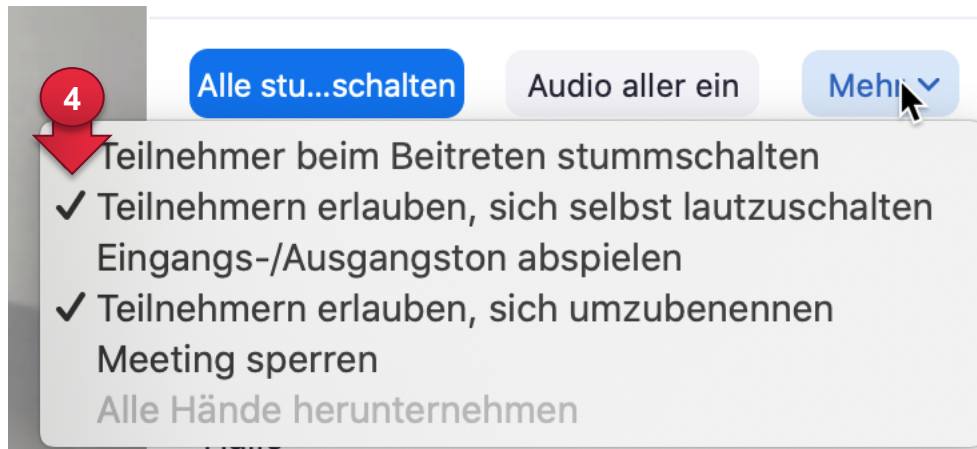 Alle stu...schalten Audio aller ein Mehr
4
Teilnehmer beim Beitreten stummschalten
Teilnehmern erlauben, sich selbst lautzuschalten
Eingangs-/Ausgangston abspielen
Teilnehmern erlauben, sich umzubenennen
Meeting sperren
Alle Hände herunternehmen